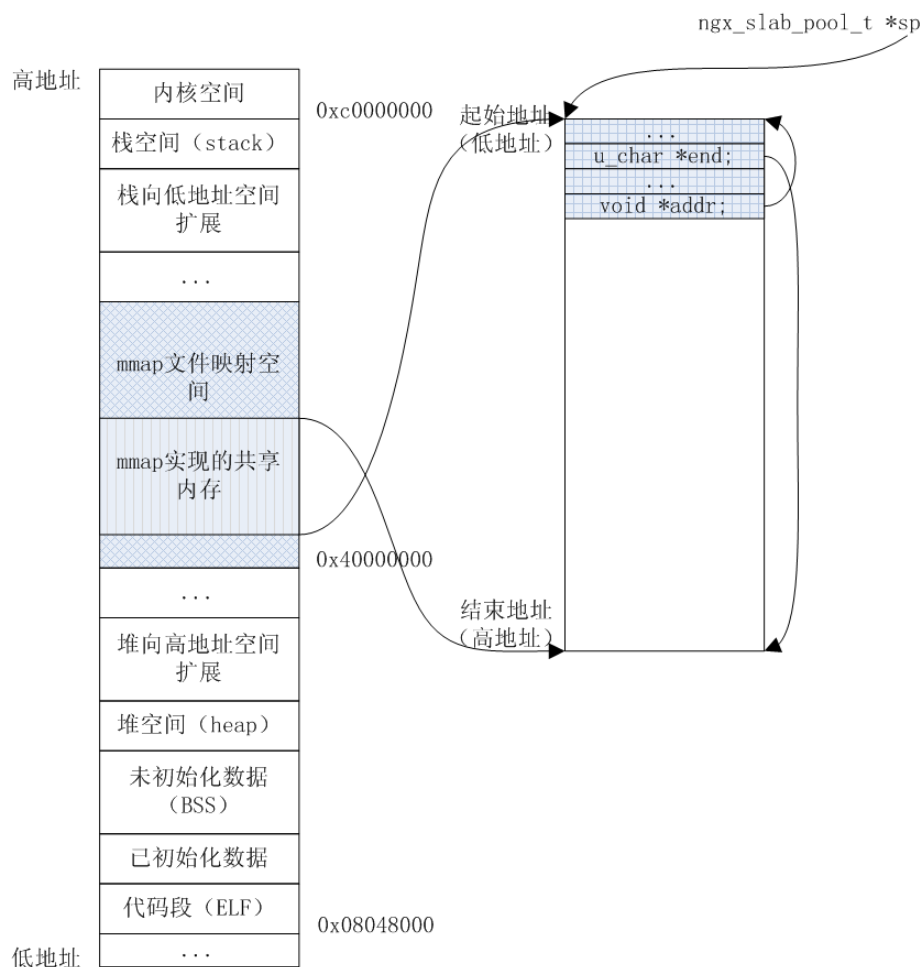 ngx_slab_pool_t *sp
高地址
内核空间
0xc0000000
栈空间（stack）
栈向低地址空间
扩展
...
mmap文件映射空
间
mmap实现的共享
内存
0x40000000
...
堆向高地址空间
扩展
堆空间（heap）
未初始化数据
（BSS）
已初始化数据
代码段（ELF）
0x08048000
...
低地址
起始地址
（低地址）
...
u_char *end;
...
void *addr;
结束地址
（高地址）